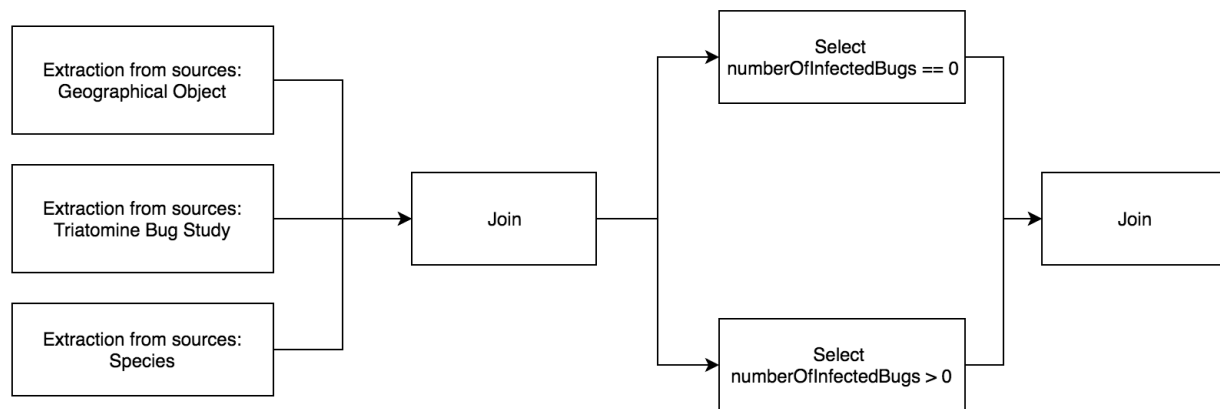 Extraction from sources:
Geographical Object
Extraction from sources:
Triatomine Bug Study
Extraction from sources:
Species
Join
Select
numberOfInfectedBugs == 0
Select
numberOfInfectedBugs > 0
Join